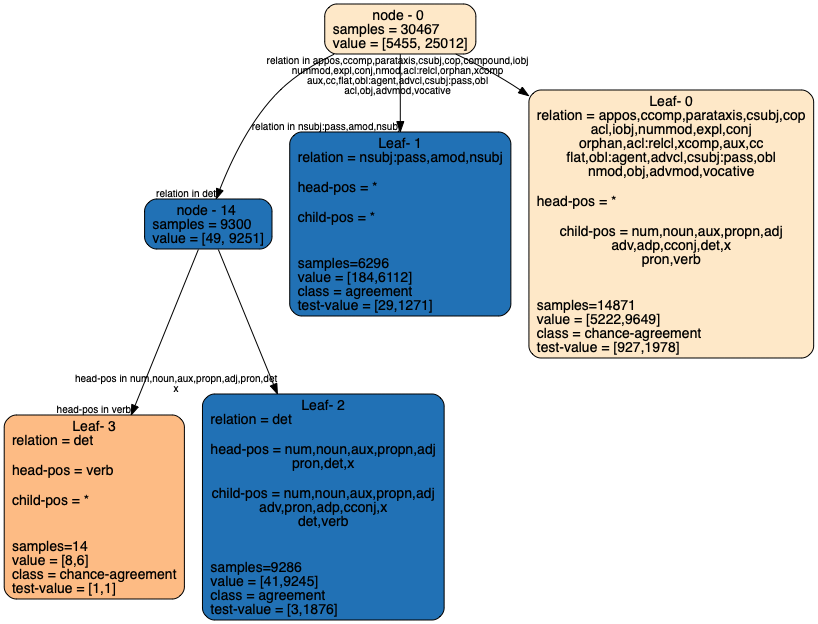 node - 0
samples = 30467
value = [5455, 25012]
relation in appos,ccomp,parataxis,csubj,cop,compound,iobj
nummod,expl,conj,nmod,acl:relcl,orphan,xcomp
aux,cc,flat,obl:agent,advcl,csubj:pass,obl
acl,obj,advmod,vocative
Leaf- 0
relation = appos,ccomp,parataxis,csubj,cop
acl,iobj,nummod,expl,conj
orphan,acl:relcl,xcomp,aux,cc
flat,obl:agent,advcl,csubj:pass,obl
nmod,obj,advmod,vocative
head-pos = *
child-pos = num,noun,aux,propn,adj
adv,adp,cconj,det,x
pron,verb
samples=14871
value = [5222,9649]
class = chance-agreement
test-value = [927,1978]
relation in nsubj:pass,amod,nsubj
Leaf- 1
relation = nsubj:pass,amod,nsubj
head-pos = *
child-pos = *
samples=6296
value = [184,6112]
class = agreement
test-value = [29,1271]
relation in det
node - 14
samples = 9300
value = [49, 9251]
head-pos in num,noun,aux,propn,adj,pron,det
x
head-pos in verb
Leaf- 3
relation = det
head-pos = verb
child-pos = *
samples=14
value = [8,6]
class = chance-agreement
test-value = [1,1]
Leaf- 2
relation = det
head-pos = num,noun,aux,propn,adj
pron,det,x
child-pos = num,noun,aux,propn,adj
adv,pron,adp,cconj,x
det,verb
samples=9286
value = [41,9245]
class = agreement
test-value = [3,1876]